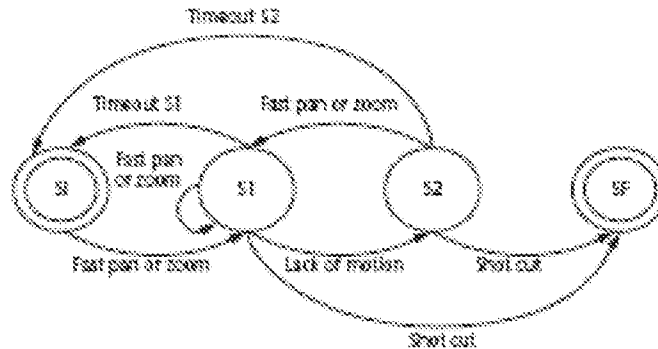 Timeout S2
Timeout S1
Fast pan or zoom
Fast pan
or zoom
SI
S1
S2
SF
Fast pan or zoom
Lack of motion
Shot cut
Shot cut